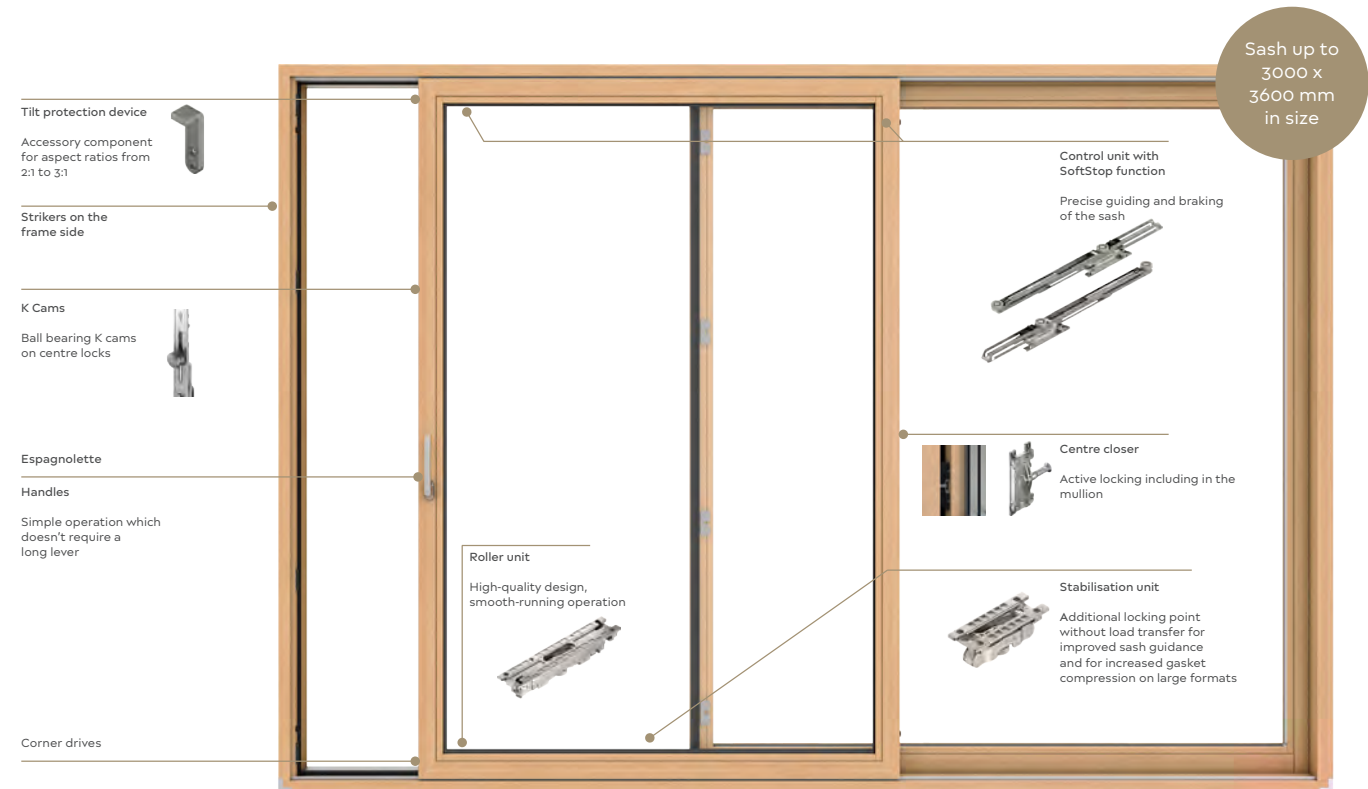 Sash up to
3000 x
3600 mm
in size
Tilt protection device
Accessory component
for aspect ratios from
2:1 to 3:1
Strikers on the
frame side
K Cams
Ball bearing K cams
on centre locks
Espagnolette
Handles
Simple operation which
doesn't require a
long lever
Corner drives
Roller unit
High-quality design,
smooth-running operation
Control unit with
SoftStop function
Precise guiding and braking
of the sash
Centre closer
Active locking including in the
mullion
Stabilisation unit
Additional locking point
without load transfer for
improved sash guidance
and for increased gasket
compression on large formats